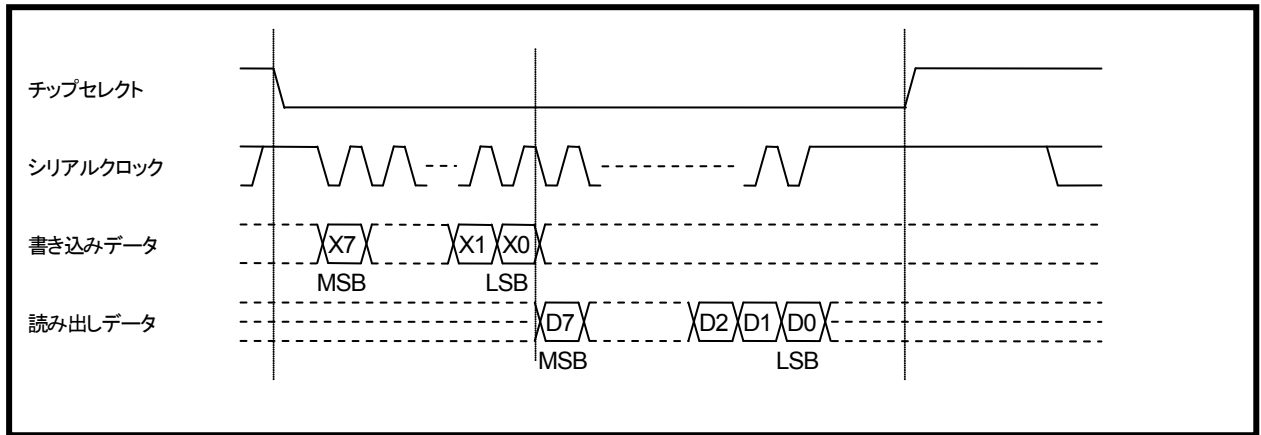 チップセレクト
シリアルクロック
書き込みデータ
X7 X1 X0
MSB LSB
読み出しデータ
D7 D2 D1 D0
MSB LSB